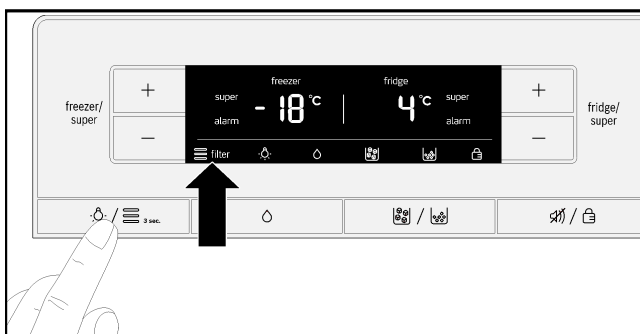 freezer/
super
+
−
freezer
super
- 18 °C
alarm
fridge
4 °C
super
alarm
filter
+
−
fridge/
super
/ 3 sec.
/
/